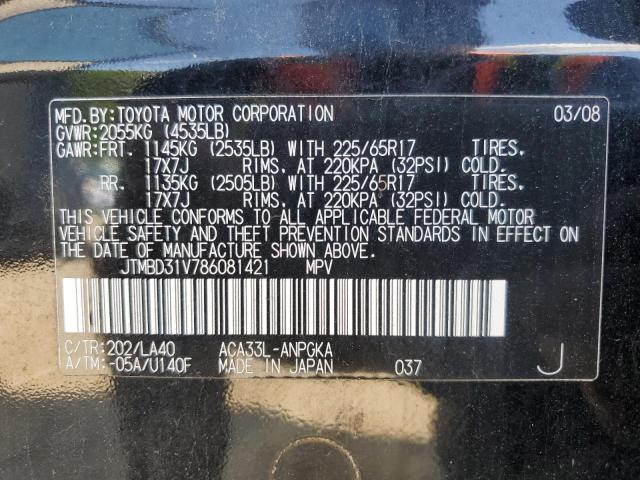 MFD.BY:TOYOTA MOTOR CORPORATION 03/08
GVWR:2055KG (4535LB)
GAWR:FRT. 1145KG (2535LB) WITH 225/65R17 TIRES.
17X7J RIMS, AT 220KPA (32PSI) COLD.
RR. 1135KG (2505LB) WITH 225/65R17 TIRES.
17X7J RIMS, AT 220KPA (32PSI) COLD.
THIS VEHICLE CONFORMS TO ALL APPLICABLE FEDERAL MOTOR
VEHICLE SAFETY AND THEFT PREVENTION STANDARDS IN EFFECT
ON THE DATE OF MANUFACTURE SHOWN ABOVE.
JTMBD31V786081421 MPV
C/TR:202/LA40 ACA33L-ANPGKA
A/TM:-05A/U140F MADE IN JAPAN 037 J